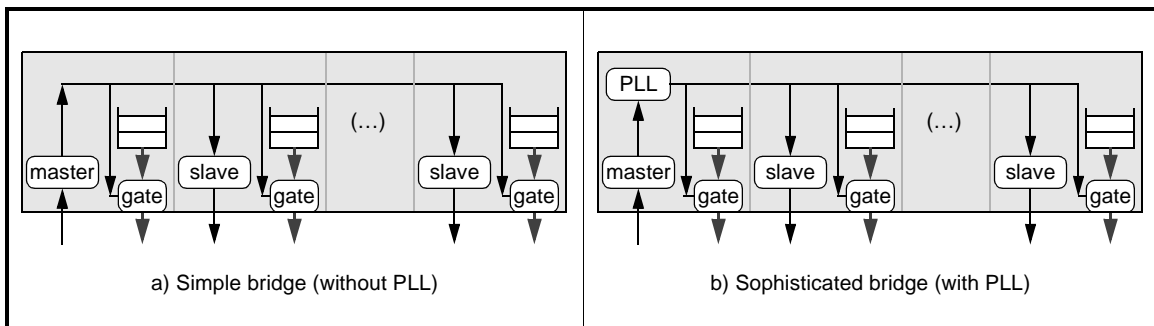 (...)
master
slave
slave
gate
gate
gate
a) Simple bridge (without PLL)
PLL
(...)
master
slave
slave
gate
gate
gate
b) Sophisticated bridge (with PLL)